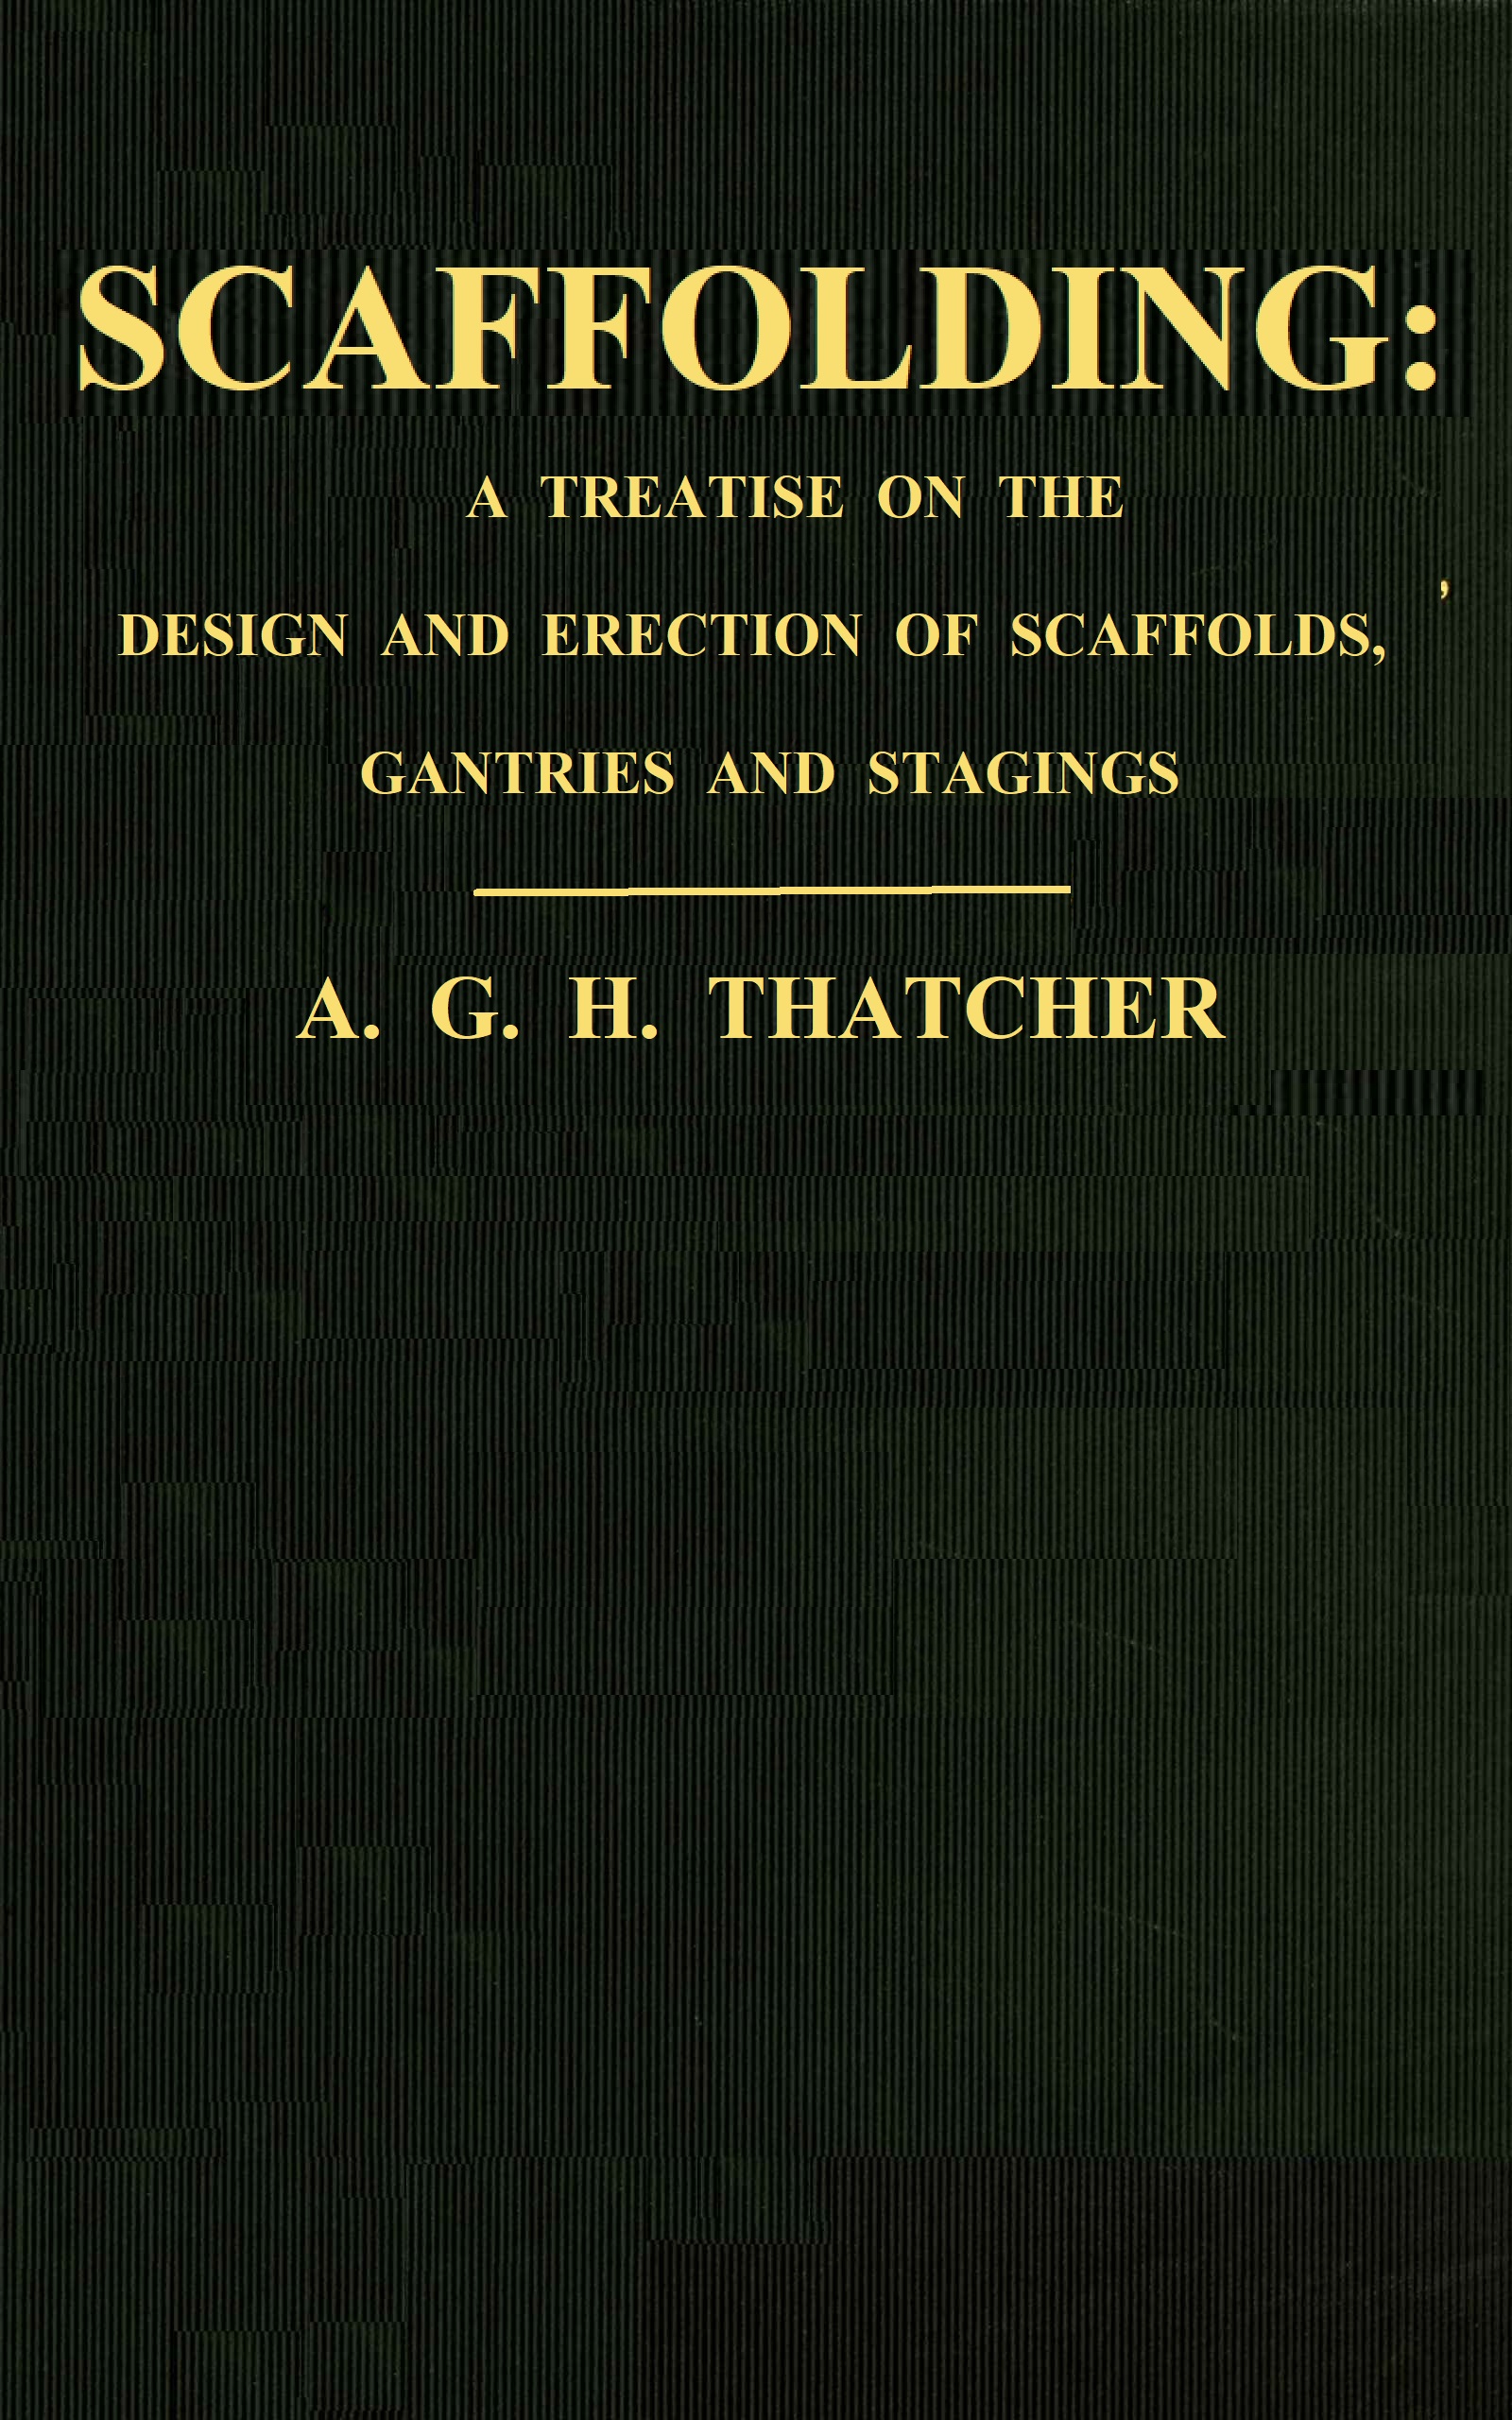 SCAFFOLDING:
A TREATISE ON THE
DESIGN AND ERECTION OF SCAFFOLDS,
GANTRIES AND STAGINGS
A. G. H. THATCHER